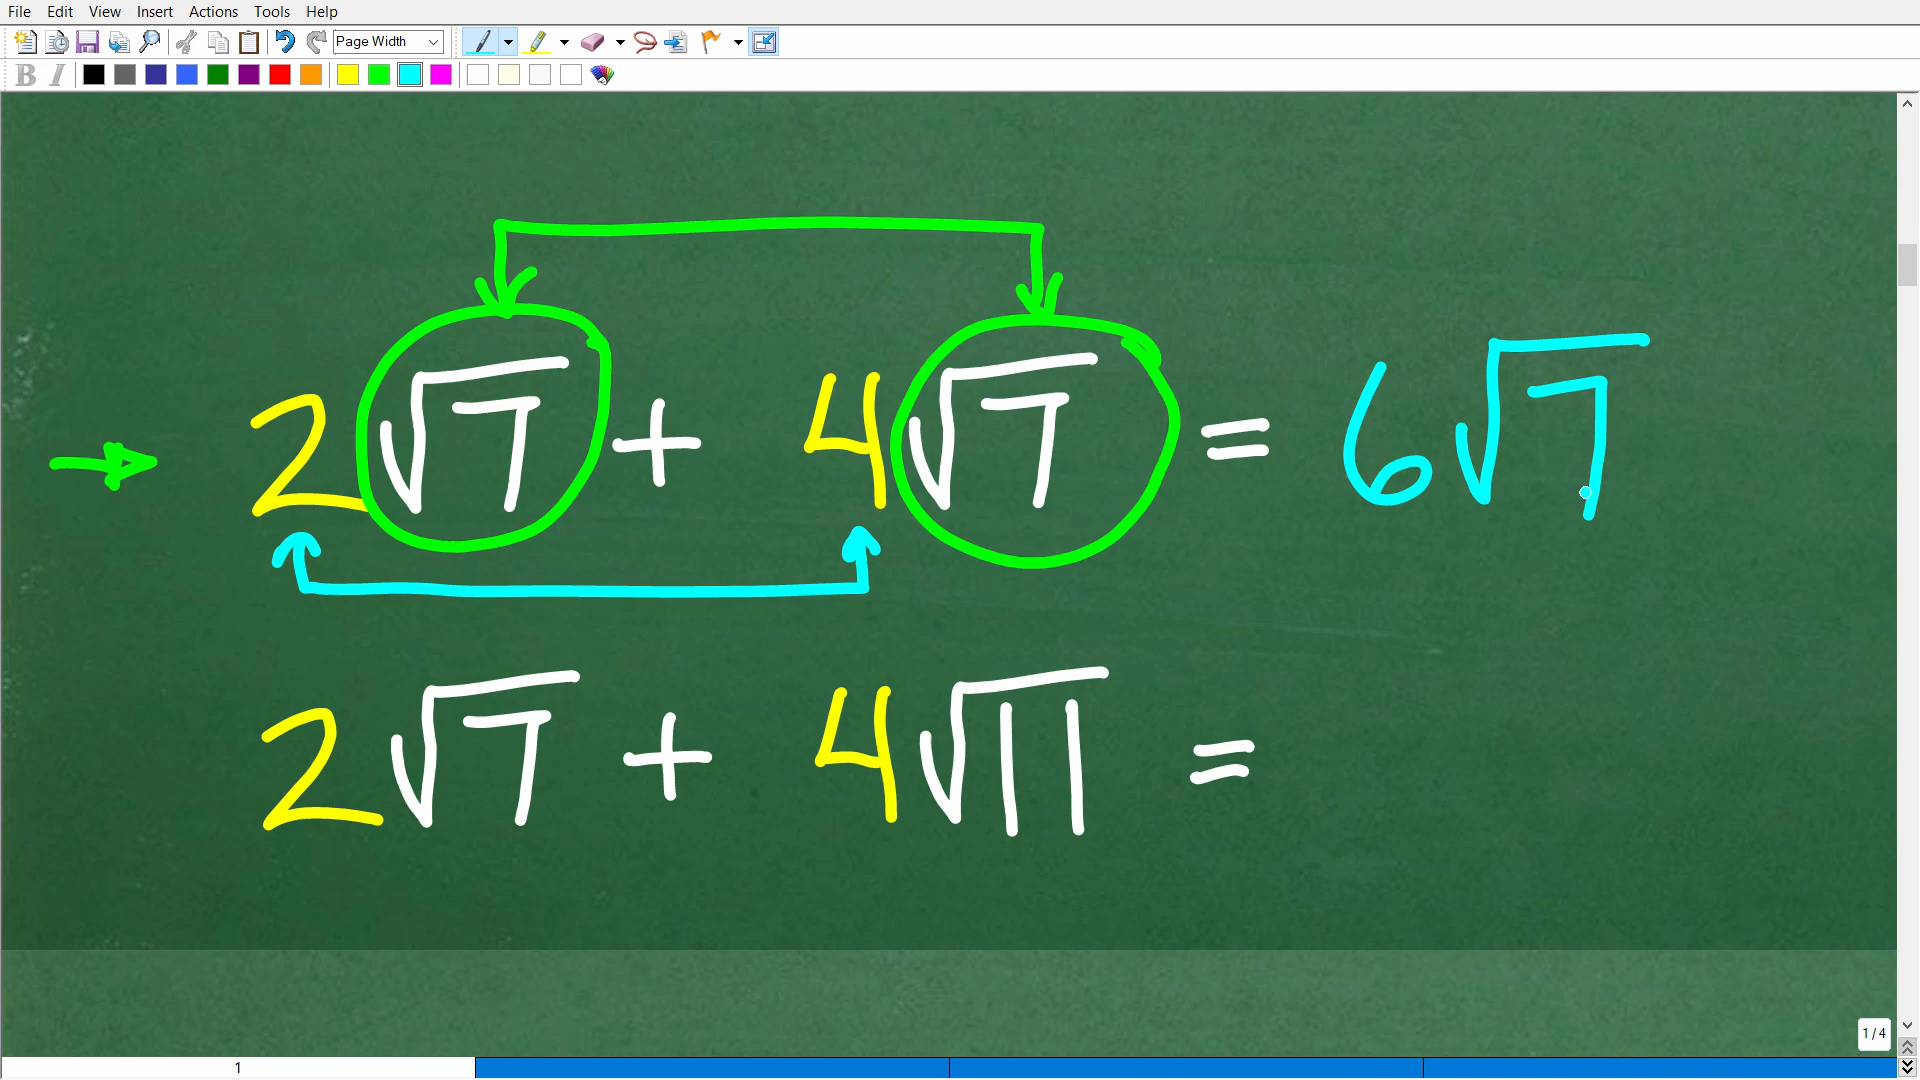 File Edit View Insert Actions Tools Help
Page Width
B I
2√7 + 4√7 = 6√7
2√7 + 4√11 =
1 / 4
1